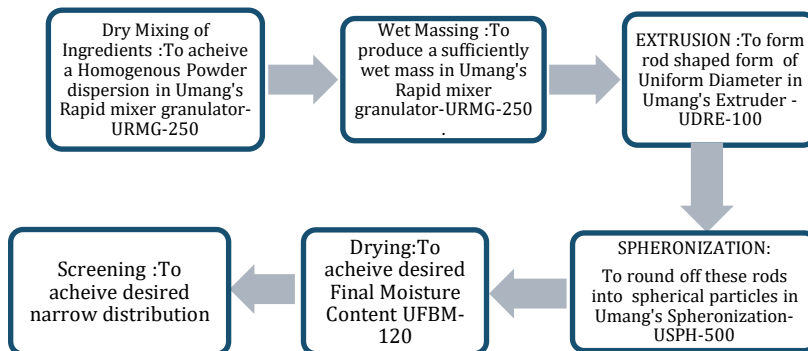 Dry Mixing of
Ingredients :To acheive
a Homogenous Powder
dispersion in Umang's
Rapid mixer granulator-
URMG-250
Wet Massing :To
produce a sufficiently
wet mass in Umang's
Rapid mixer
granulator-URMG-250
.
EXTRUSION :To form
rod shaped form of
Uniform Diameter in
Umang's Extruder -
UDRE-100
SPHERONIZATION:
To round off these rods
into spherical particles in
Umang's Spheronization-
USPH-500
Drying:To
acheive desired
Final Moisture
Content UFBM-
120
Screening :To
acheive desired
narrow distribution